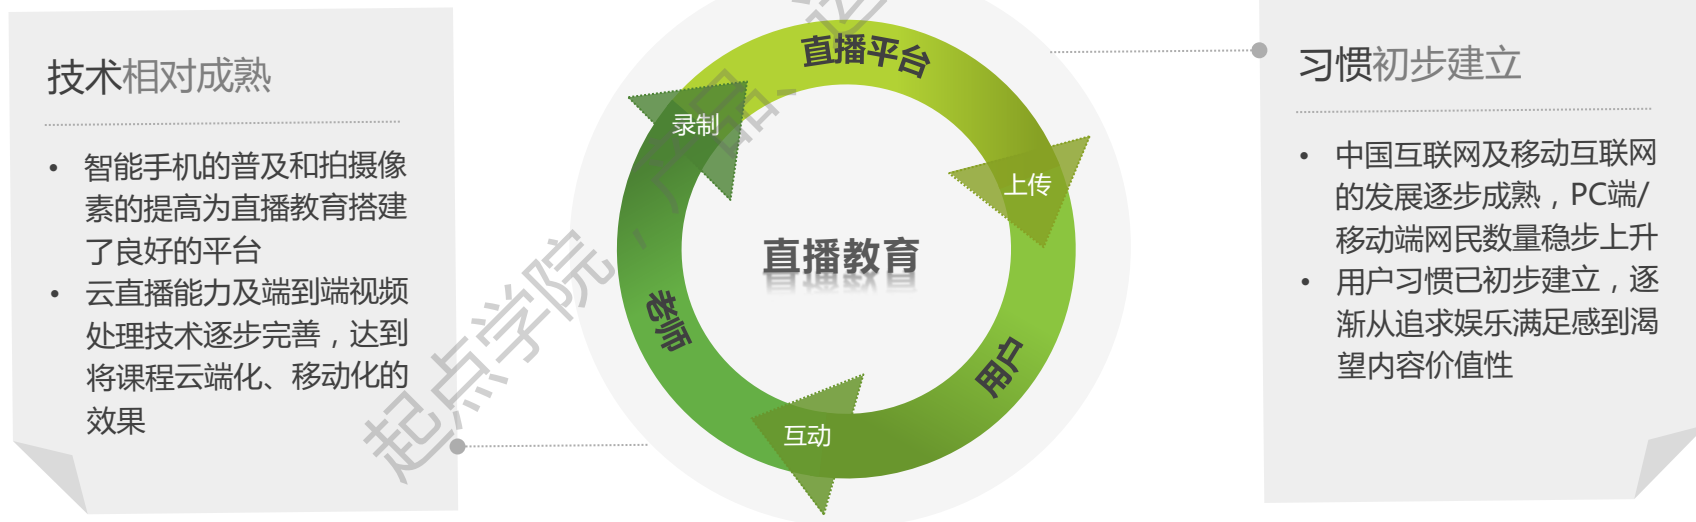 技术相对成熟
• 智能手机的普及和拍摄像
素的提高为直播教育搭建
了良好的平台
• 云直播能力及端到端视频
处理技术逐步完善，达到
将课程云端化、移动化的
效果
直播平台
录制
上传
直播教育
老师
用户
互动
习惯初步建立
• 中国互联网及移动互联网
的发展逐步成熟，PC端/
移动端网民数量稳步上升
• 用户习惯已初步建立，逐
渐从追求娱乐满足感到渴
望内容价值性
起点学院、产品、运